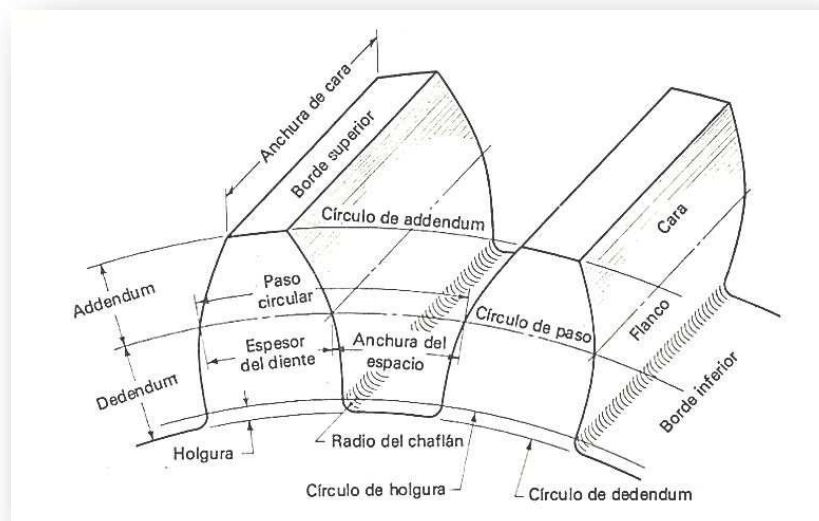 Anchura de cara
Borde superior
Círculo de addendum
Cara
Addendum
Paso
circular
Círculo de paso
Flanco
Espesor
del diente
Anchura del
espacio
Dedendum
Borde inferior
Holgura
Radio del chaflán
Círculo de holgura
Círculo de dedendum